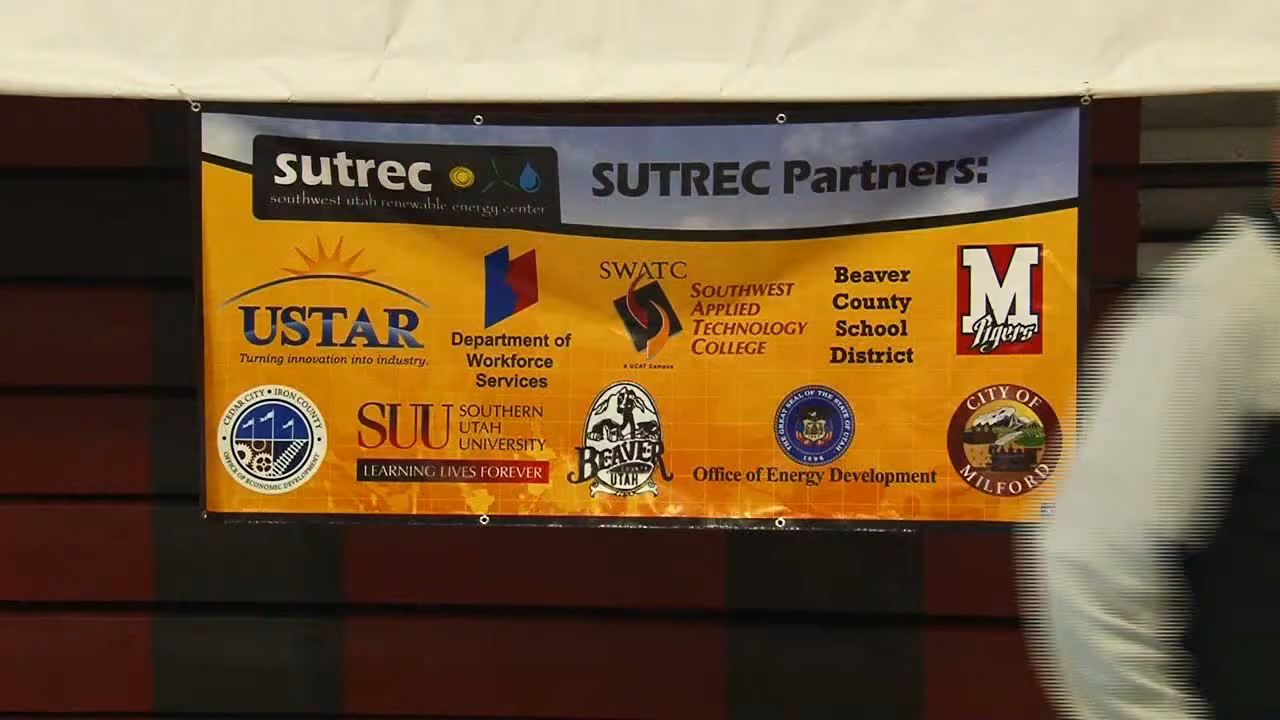 sutrec
southwest utah renewable energy center
SUTREC Partners:
USTAR
Turning innovation into industry.
Department of
Workforce
Services
SWATC
SOUTHWEST
APPLIED
TECHNOLOGY
COLLEGE
A UCAT Campus
Beaver
County
School
District
M
Tigers
CEDAR CITY • IRON COUNTY
OFFICE OF ECONOMIC DEVELOPMENT
SUU
SOUTHERN
UTAH
UNIVERSITY
LEARNING LIVES FOREVER
BEAVER
COUNTY
UTAH
THE GREAT SEAL OF THE STATE OF UTAH
1896
Office of Energy Development
CITY OF
MILFORD